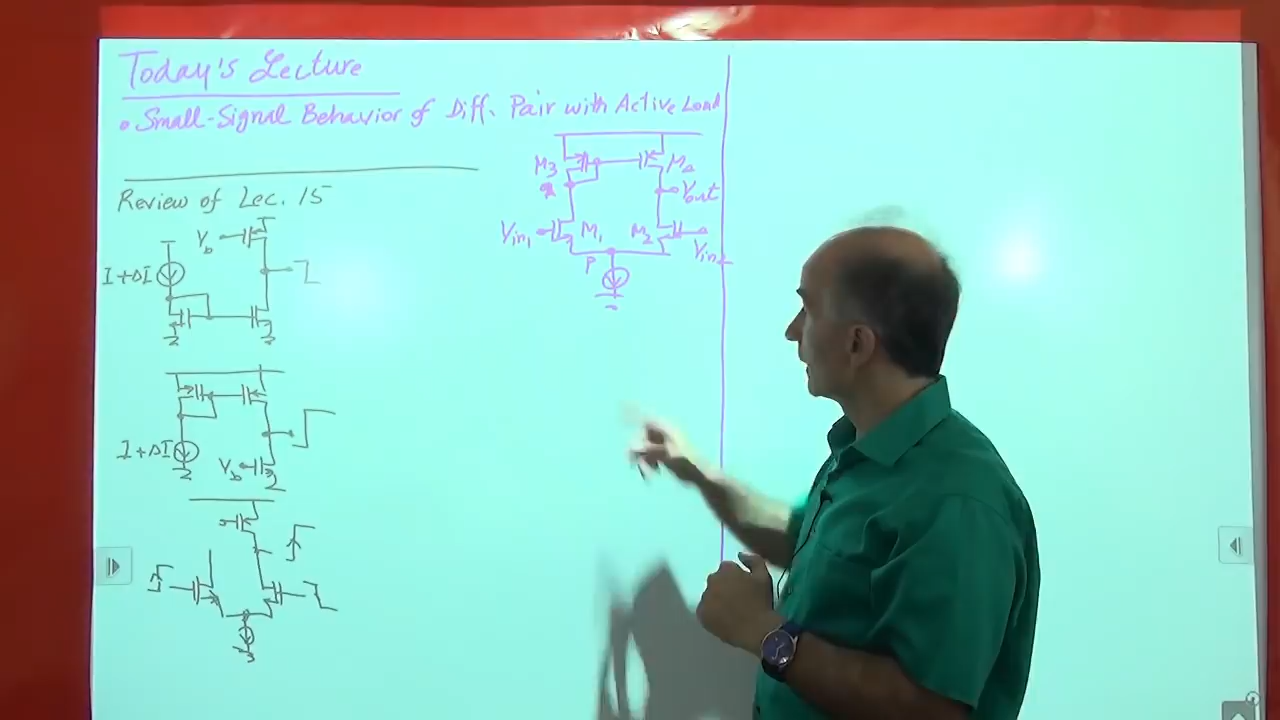 Today's Lecture
• Small-Signal Behavior of Diff. Pair with Active Load
Review of Lec. 15
Vb
I+ΔI
I+ΔI
Vb
M3
M4
Vout
Vin1
M1
M2
Vin2
P